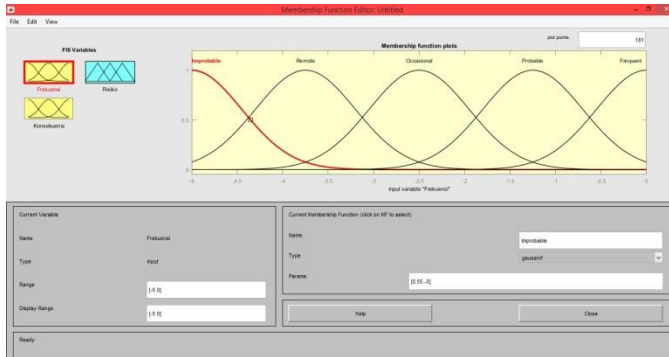 Membership Function Editor: Untitled
File Edit View
FIS Variables
Frekuensi
Risiko
Konsekuensi
Membership function plots
plot points:
181
Improbable
Remote
Occasional
Probable
Frequent
1
0.5
0
-5 -4.5 -4 -3.5 -3 -2.5 -2 -1.5 -1 -0.5 0
input variable "Frekuensi"
Current Variable
Name
Frekuensi
Type
input
Range
[-5 0]
Display Range
[-5 0]
Current Membership Function (click on MF to select)
Name
Improbable
Type
gaussmf
Params
[0.55 -5]
Help
Close
Ready